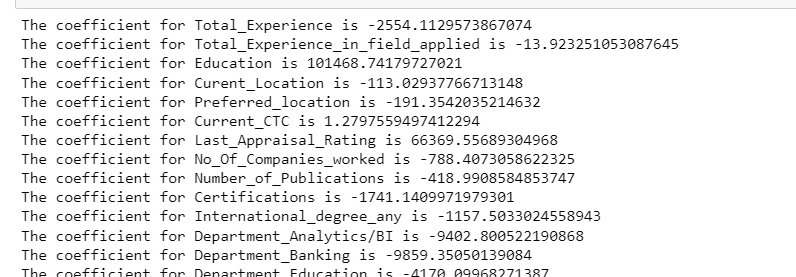 The coefficient for Total_Experience is -2554.1129573867074
The coefficient for Total_Experience_in_field_applied is -13.923251053087645
The coefficient for Education is 101468.74179727021
The coefficient for Curent_Location is -113.02937766713148
The coefficient for Preferred_location is -191.3542035214632
The coefficient for Current_CTC is 1.2797559497412294
The coefficient for Last_Appraisal_Rating is 66369.55689304968
The coefficient for No_Of_Companies_worked is -788.4073058622325
The coefficient for Number_of_Publications is -418.9908584853747
The coefficient for Certifications is -1741.1409971979301
The coefficient for International_degree_any is -1157.5033024558943
The coefficient for Department_Analytics/BI is -9402.800522190868
The coefficient for Department_Banking is -9859.35050139084
The coefficient for Department_Education is -4170.09968271387